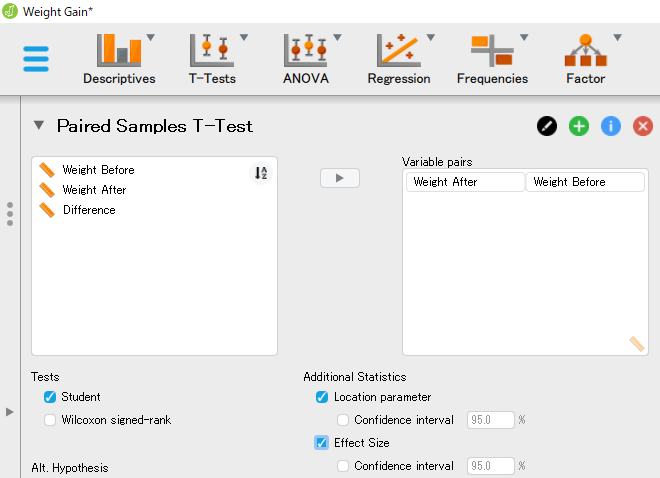 Weight Gain*
Descriptives T-Tests ANOVA Regression Frequencies Factor
Paired Samples T-Test
Variable pairs
Weight Before
Weight After
Difference
Weight After Weight Before
Tests
Student
Wilcoxon signed-rank
Alt. Hypothesis
Additional Statistics
Location parameter
Confidence interval 95.0 %
Effect Size
Confidence interval 95.0 %